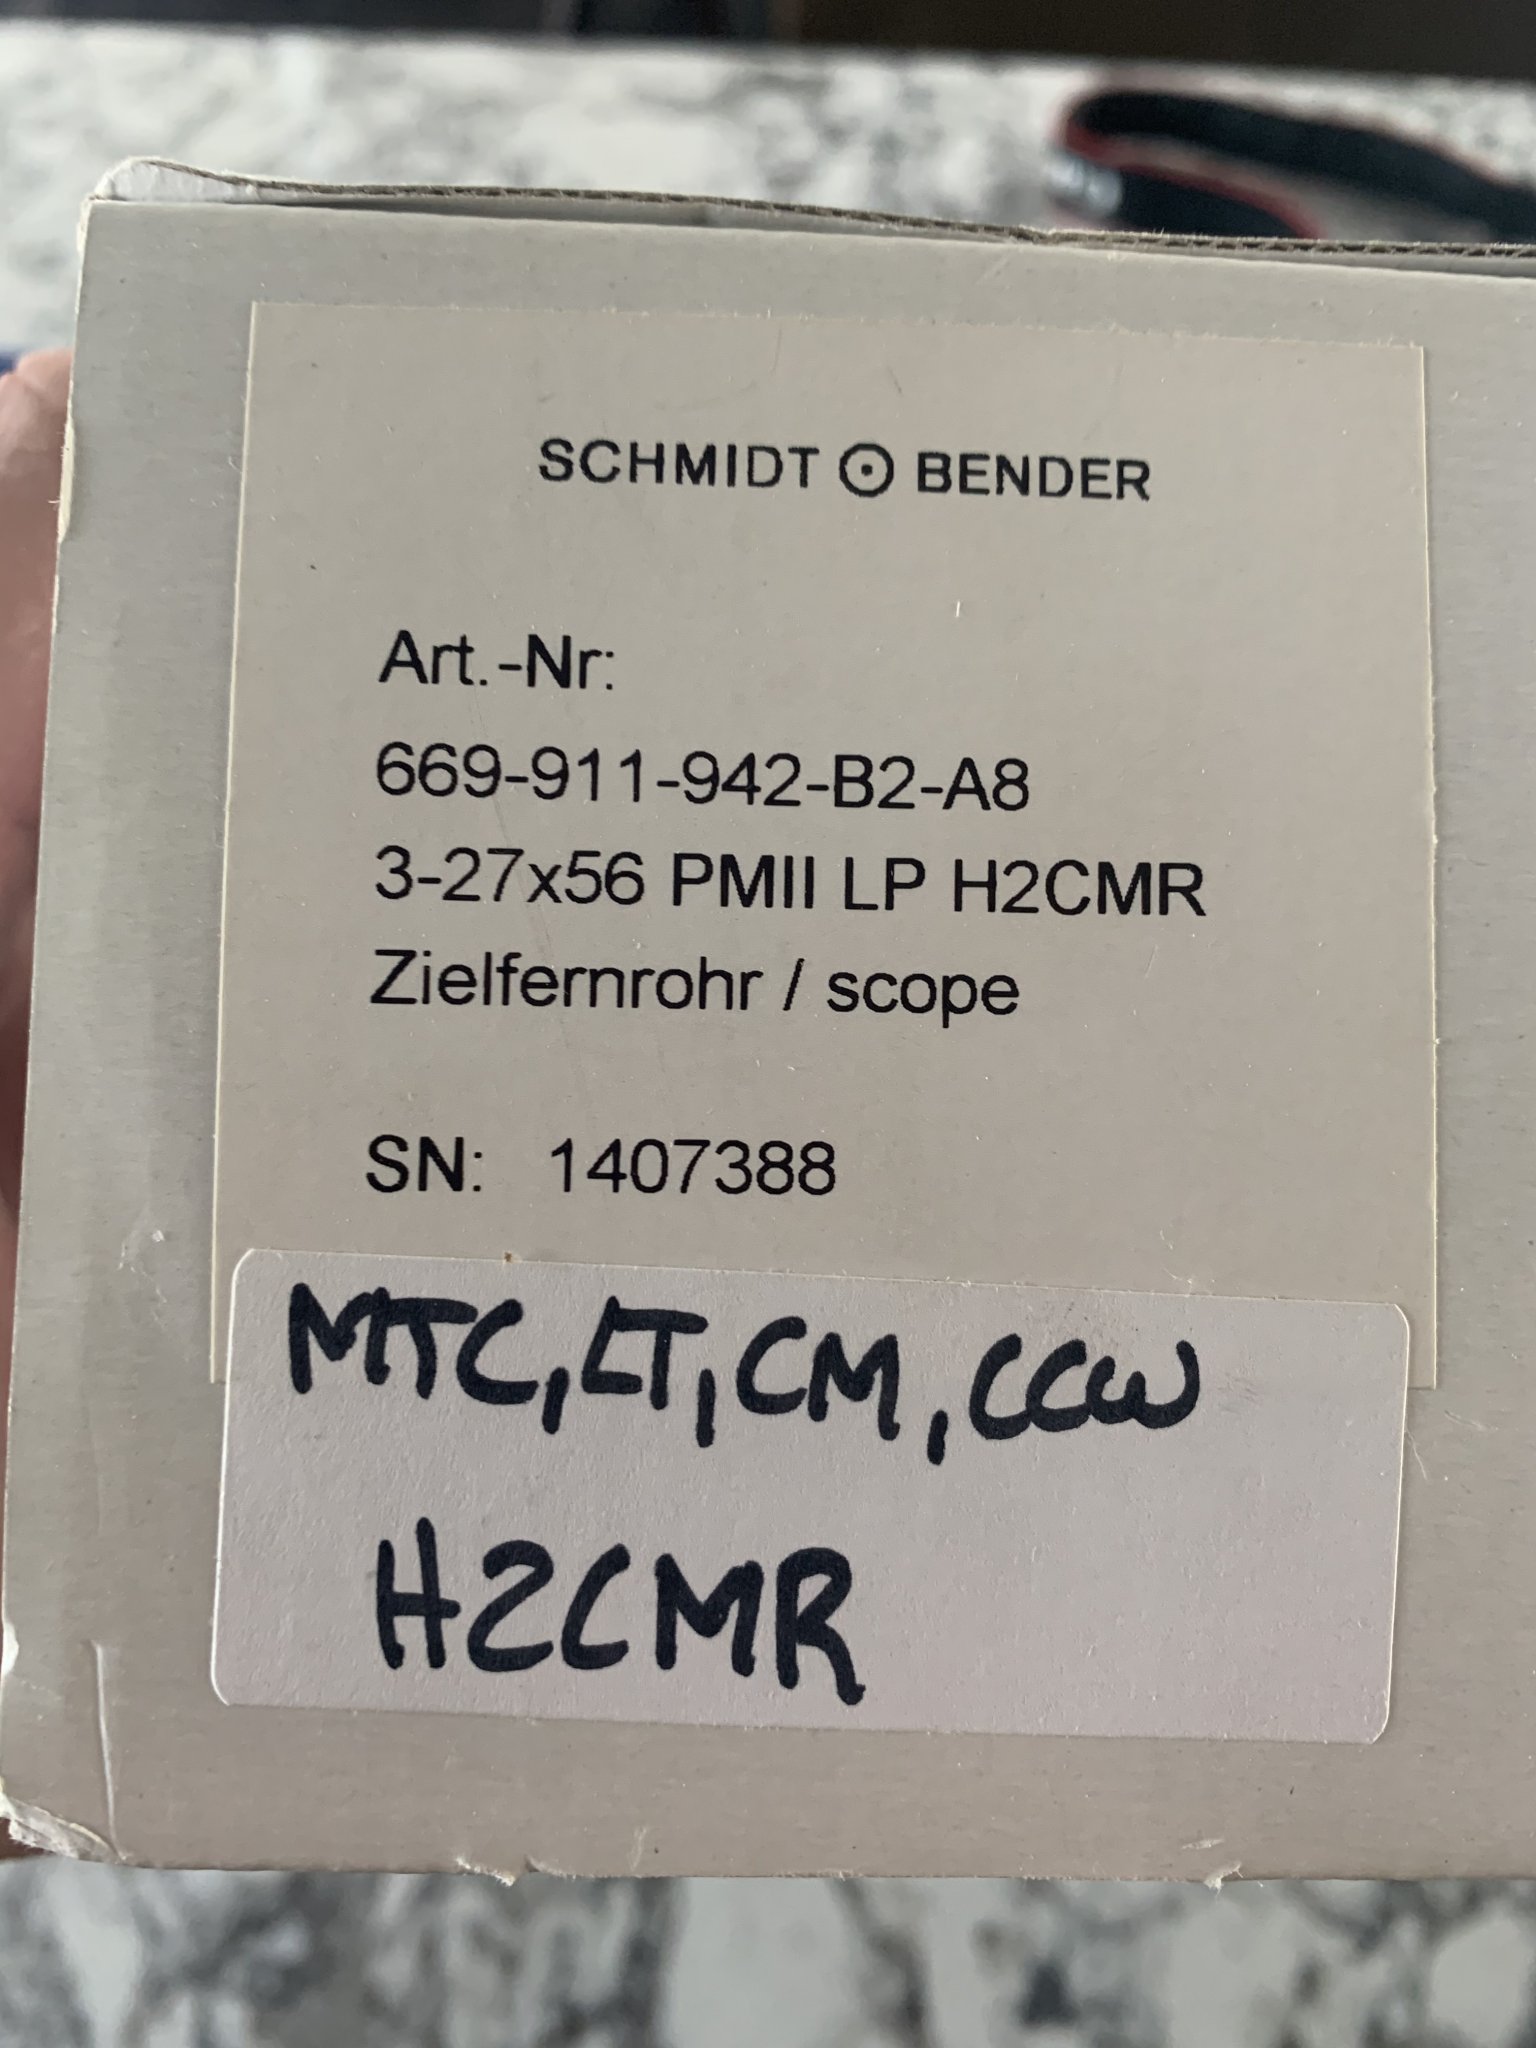 SCHMIDT BENDER
Art.-Nr:
669-911-942-B2-A8
3-27x56 PMII LP H2CMR
Zielfernrohr / scope
SN: 1407388
MTC, LT, CM, CCW
H2CMR